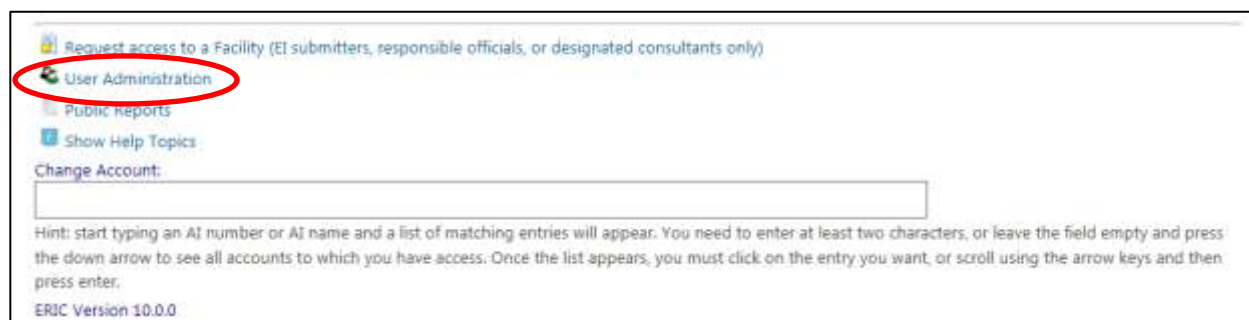 Request access to a Facility (EI submitters, responsible officials, or designated consultants only)
User Administration
Public Reports
Show Help Topics
Change Account:
Hint: start typing an AI number or AI name and a list of matching entries will appear. You need to enter at least two characters, or leave the field empty and press
the down arrow to see all accounts to which you have access. Once the list appears, you must click on the entry you want, or scroll using the arrow keys and then
press enter.
ERIC Version 10.0.0